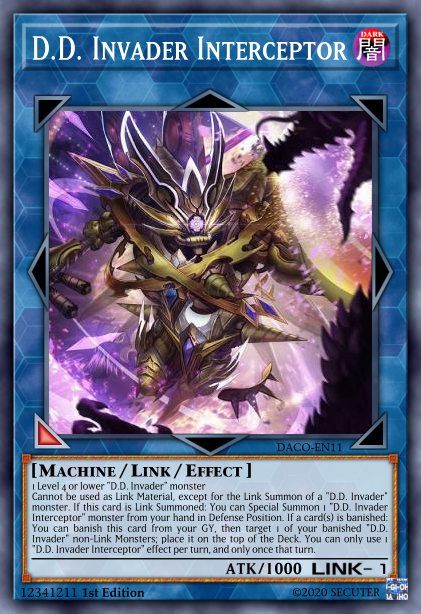 D.D. Invader Interceptor
DARK
闇
DACO-EN11
[Machine / Link / Effect]
1 Level 4 or lower "D.D. Invader" monster
Cannot be used as Link Material, except for the Link Summon of a "D.D. Invader"
monster. If this card is Link Summoned: You can Special Summon 1 "D.D. Invader
Interceptor" monster from your hand in Defense Position. If a card(s) is banished:
You can banish this card from your GY, then target 1 of your banished "D.D.
Invader" non-Link Monsters; place it on the top of the Deck. You can only use 1
"D.D. Invader Interceptor" effect per turn, and only once that turn.
ATK/1000 LINK-1
12341211 1st Edition
©2020 SECUTER